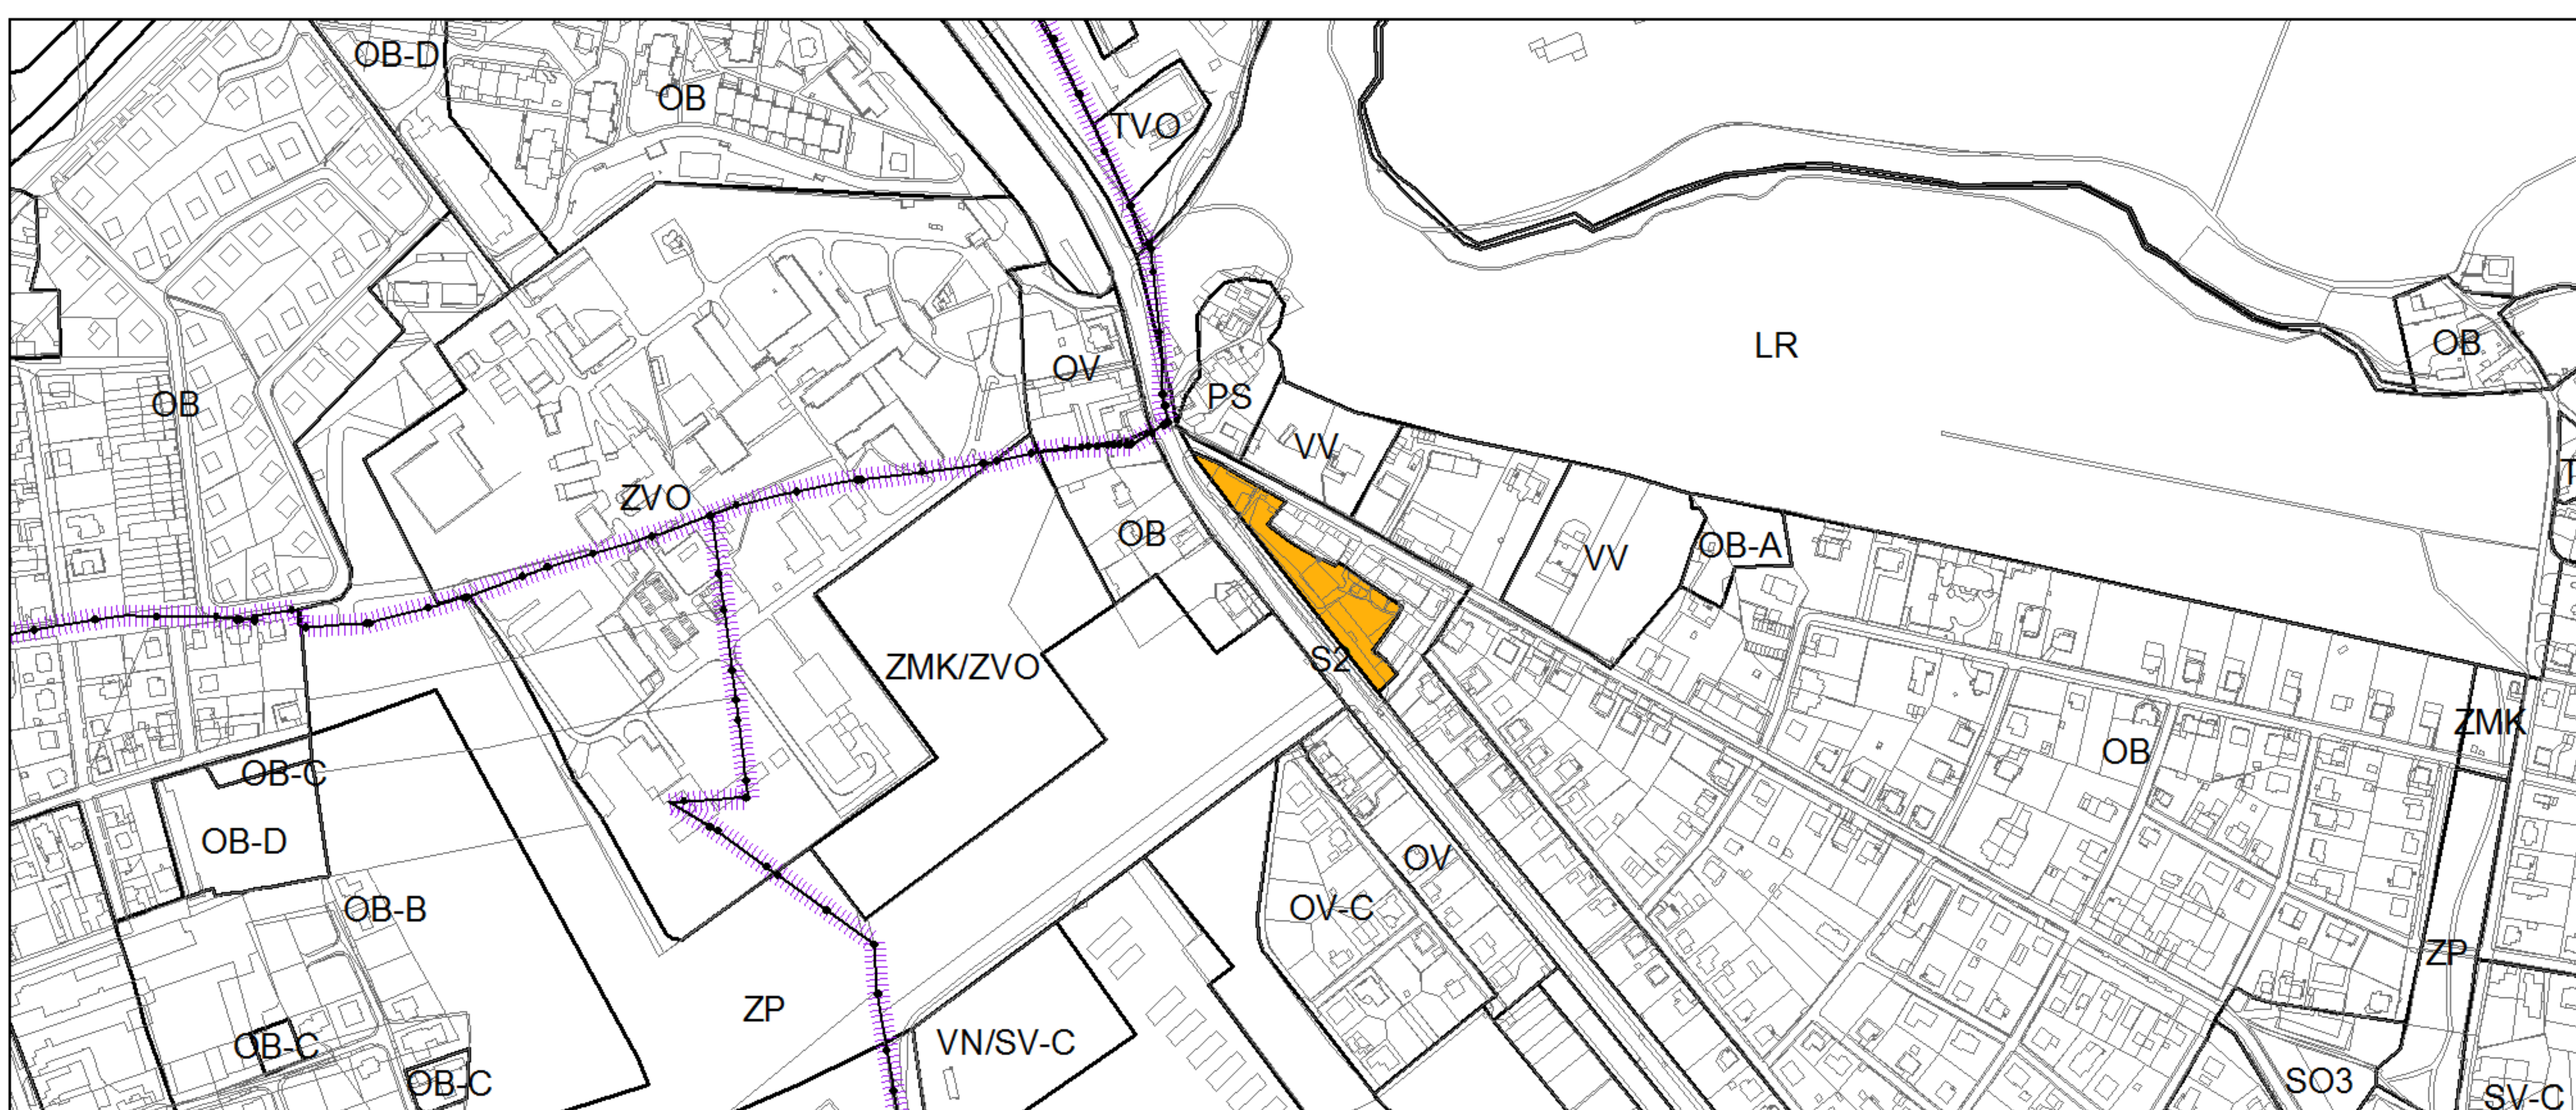 OB-D
OB
TVO
LR
OB
OV
PS
OB
VV
ZVO
OB
VV
OB-A
S2
ZMK/ZVO
ZMK
OB
OB-C
OB-D
OV
OB-B
OV-C
ZP
ZP
VN/SV-C
OB-C
OB-C
SO3
SV-C